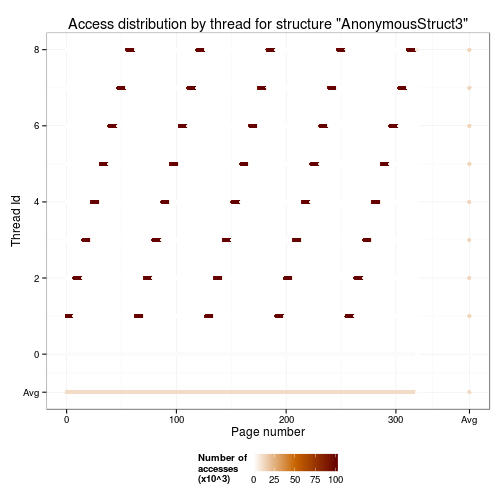 Access distribution by thread for structure "AnonymousStruct3"
8
6
Thread Id
4
2
0
Avg
0 100 200 300 Avg
Page number
Number of
accesses
(x10^3)
0 25 50 75 100